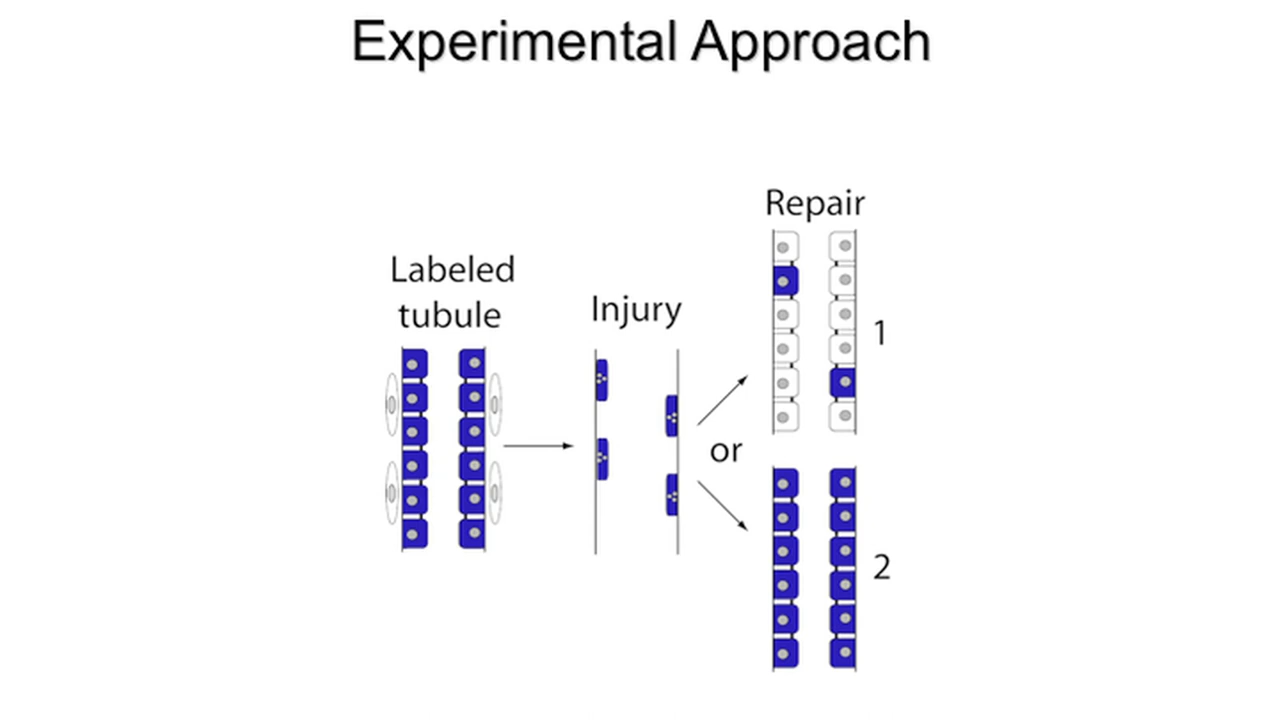 Experimental Approach
Labeled
tubule
Injury
or
Repair
1
2